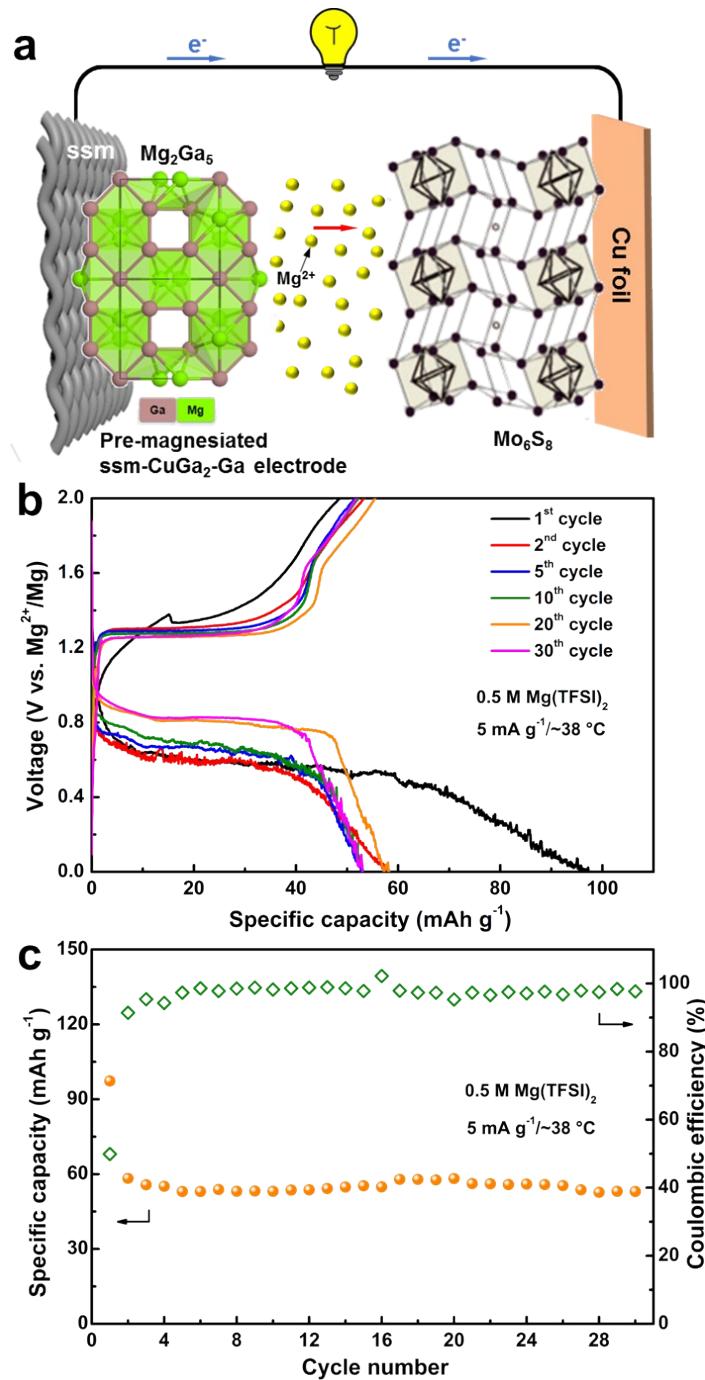 a
e⁻
e⁻
ssm
Mg₂Ga₅
Mg²⁺
Cu foil
Ga Mg
Pre-magnesiated
ssm-CuGa₂-Ga electrode
Mo₆S₈
b
2.0
1.6
1.2
0.8
0.4
0.0
Voltage (V vs. Mg²⁺/Mg)
1ˢᵗ cycle
2ⁿᵈ cycle
5ᵗʰ cycle
10ᵗʰ cycle
20ᵗʰ cycle
30ᵗʰ cycle
0.5 M Mg(TFSI)₂
5 mA g⁻¹/~38 °C
0 20 40 60 80 100
Specific capacity (mAh g⁻¹)
c
150
120
90
60
30
0
Specific capacity (mAh g⁻¹)
100
80
60
40
20
0
Coulombic efficiency (%)
0.5 M Mg(TFSI)₂
5 mA g⁻¹/~38 °C
0 4 8 12 16 20 24 28
Cycle number